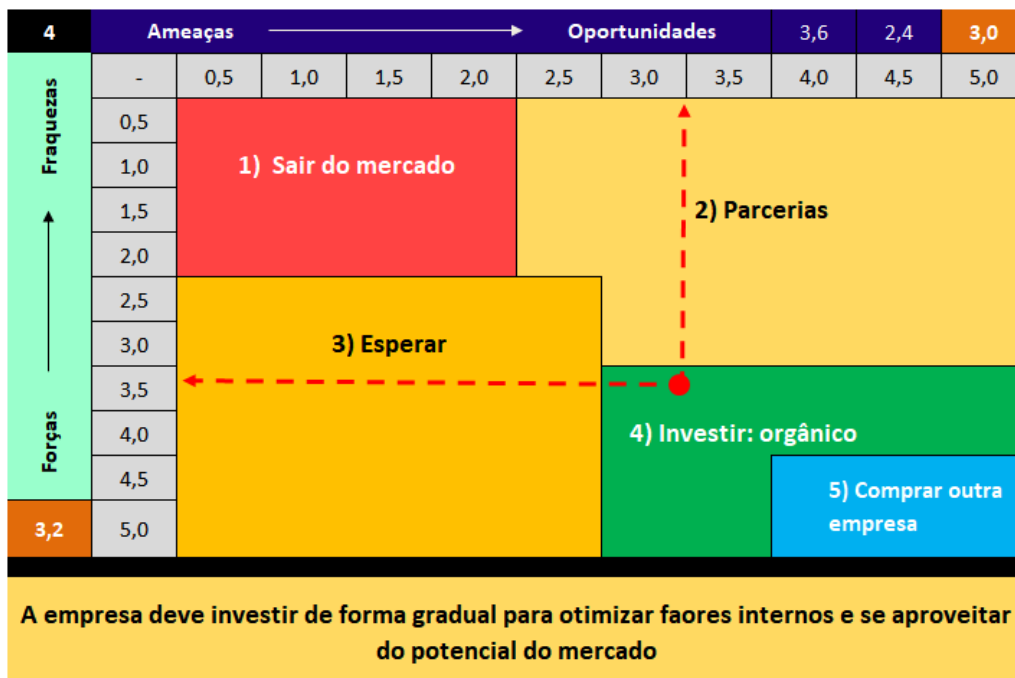 4 Ameaças Oportunidades 3,6 2,4 3,0
Fraquezas
Forças
- 0,5 1,0 1,5 2,0 2,5 3,0 3,5 4,0 4,5 5,0
0,5
1,0 1) Sair do mercado
1,5 2) Parcerias
2,0
2,5
3,0 3) Esperar
3,5
4,0 4) Investir: orgânico
4,5 5) Comprar outra
3,2 5,0 empresa
A empresa deve investir de forma gradual para otimizar faores internos e se aproveitar
do potencial do mercado